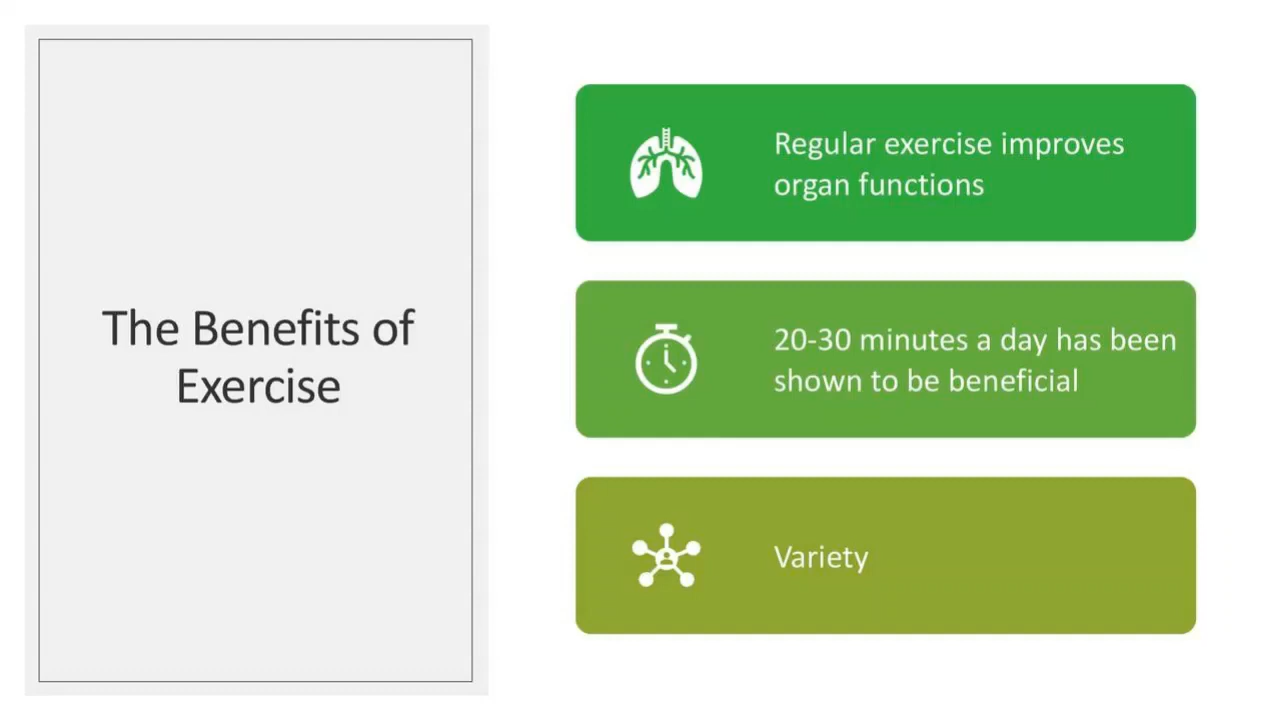 The Benefits of
Exercise
Regular exercise improves
organ functions
20-30 minutes a day has been
shown to be beneficial
Variety